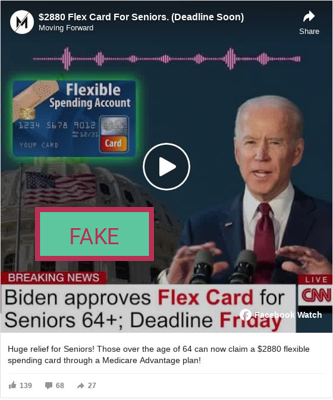 $2880 Flex Card For Seniors. (Deadline Soon)
Moving Forward
Share
Flexible
Spending Account
1234 5678 9012
12/20
YOUR CARD
Card
FAKE
BREAKING NEWS
LIVE
Biden approves Flex Card for
CNN
Seniors 64+; Deadline Friday
Facebook Watch
Huge relief for Seniors! Those over the age of 64 can now claim a $2880 flexible
spending card through a Medicare Advantage plan!
139
68
27